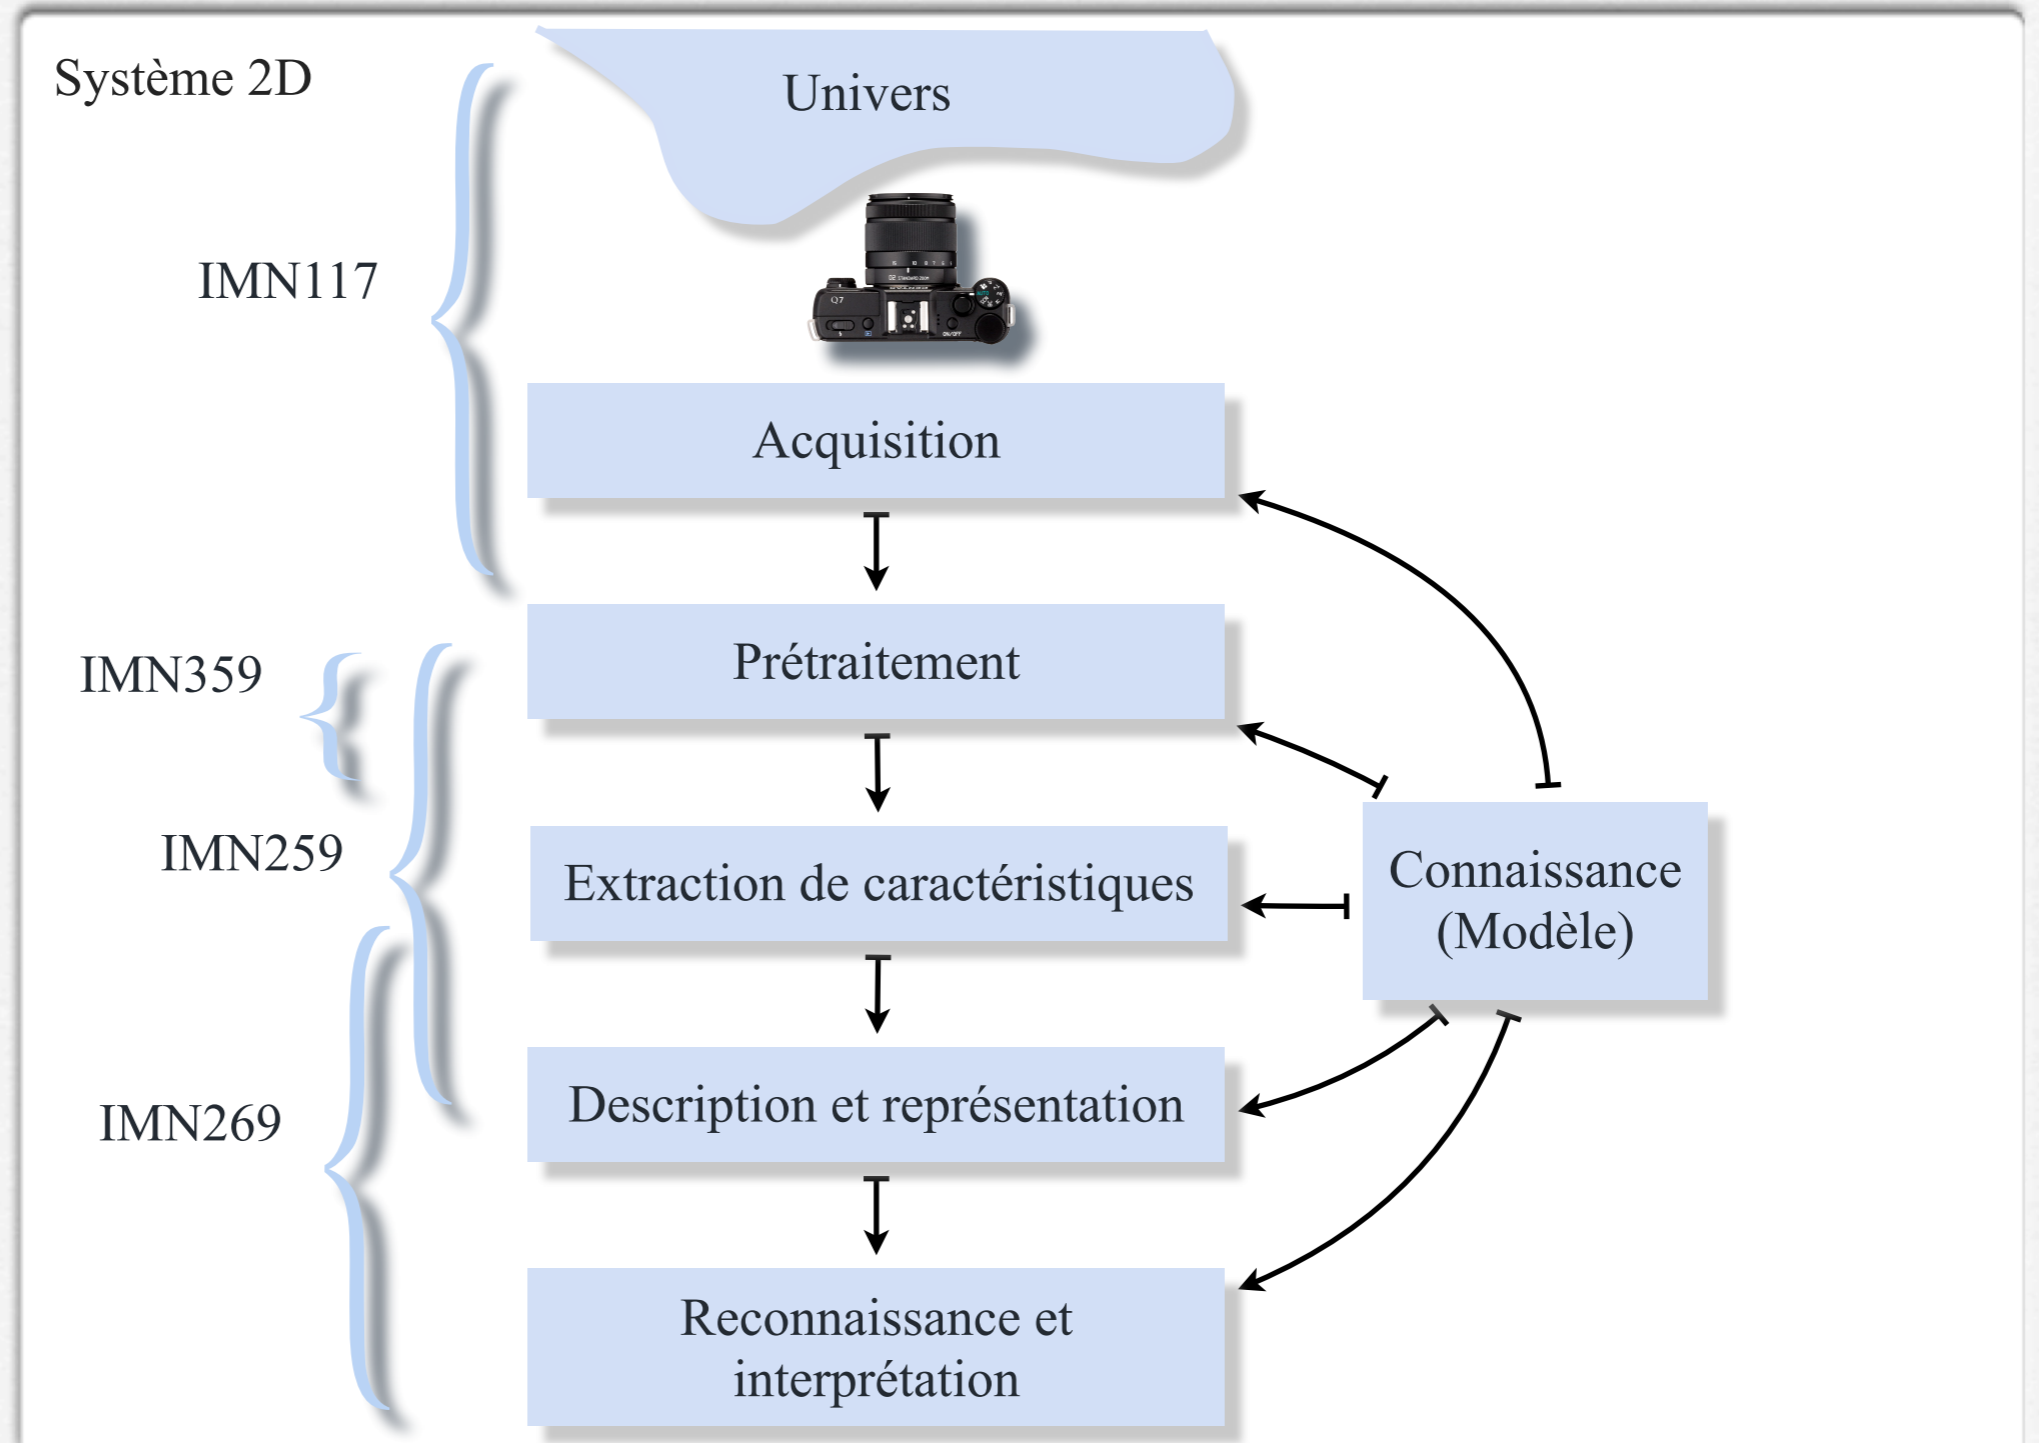 Système 2D
Univers
IMN117
Q7
Acquisition
IMN359
Prétraitement
IMN259
Extraction de caractéristiques
Connaissance
(Modèle)
IMN269
Description et représentation
Reconnaissance et
interprétation